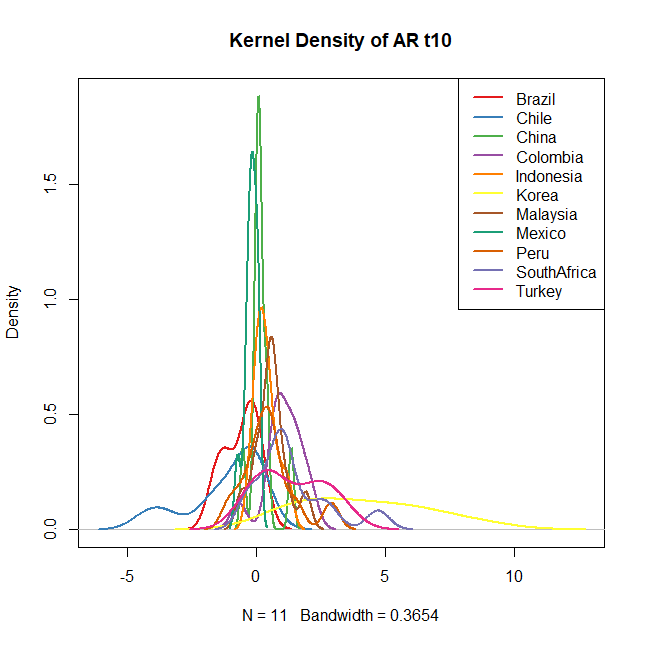 Kernel Density of AR t10
Brazil
Chile
China
Colombia
Indonesia
Korea
Malaysia
Mexico
Peru
SouthAfrica
Turkey
Density
1.5
1.0
0.5
0.0
-5 0 5 10
N = 11 Bandwidth = 0.3654